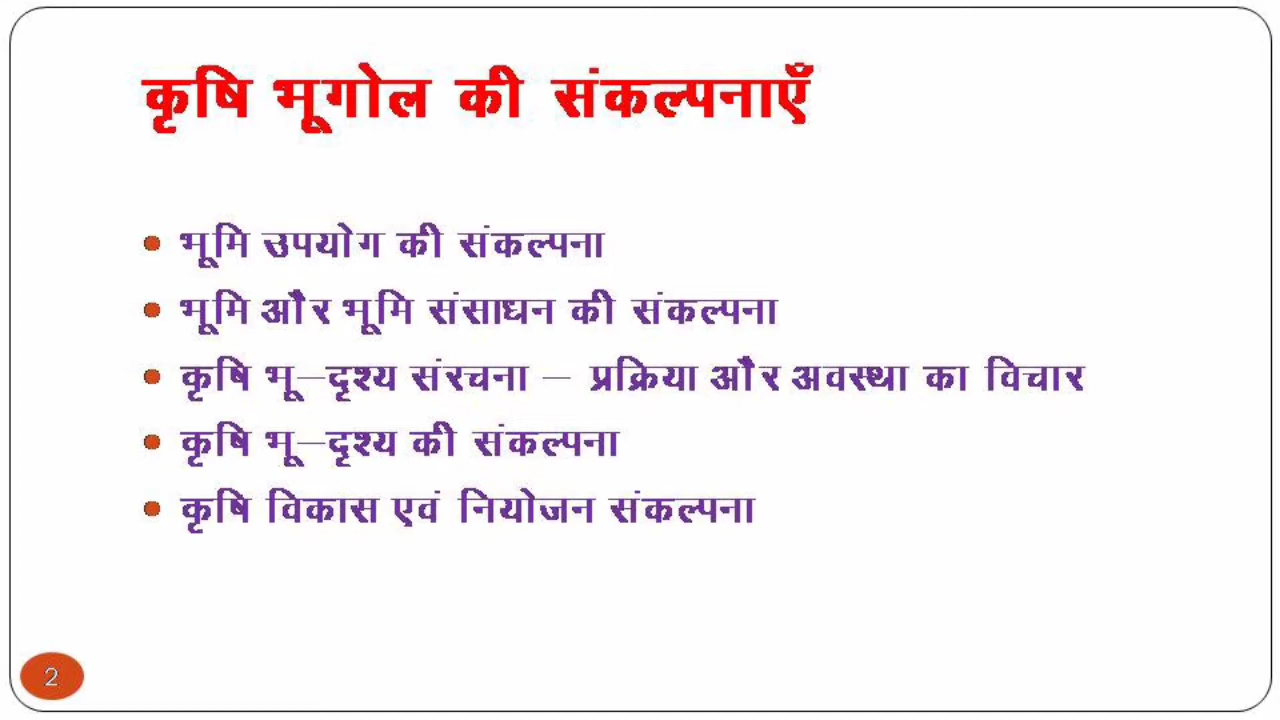 कृषि भूगोल की संकल्पनाएँ
• भूमि उपयोग की संकल्पना
• भूमि और भूमि संसाधन की संकल्पना
• कृषि भू–दृश्य संरचना – प्रक्रिया और अवस्था का विचार
• कृषि भू–दृश्य की संकल्पना
• कृषि विकास एवं नियोजन संकल्पना
2